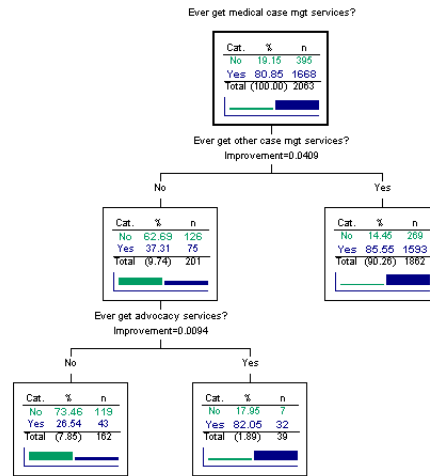 Ever get medical case mgt services?
Cat. % n
No 19.15 395
Yes 80.85 1668
Total (100.00) 2063
Ever get other case mgt services?
Improvement=0.0409
No Yes
Cat. % n Cat. % n
No 62.69 126 No 14.45 269
Yes 37.31 75 Yes 85.55 1593
Total (9.74) 201 Total (90.26) 1862
Ever get advocacy services?
Improvement=0.0094
No Yes
Cat. % n Cat. % n
No 73.46 119 No 17.95 7
Yes 26.54 43 Yes 82.05 32
Total (7.85) 162 Total (1.89) 39